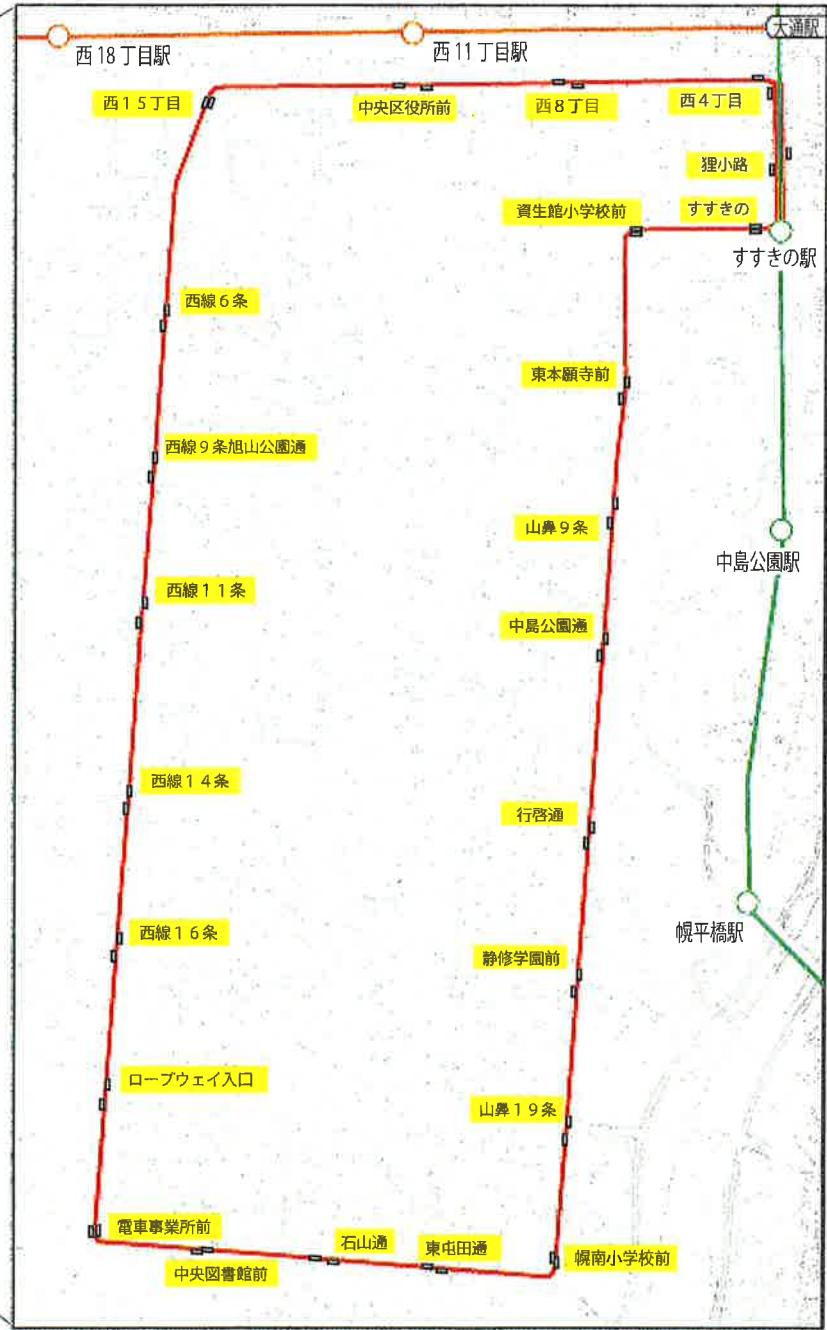 大通駅
西18丁目駅
西11丁目駅
西15丁目
中央区役所前
西8丁目
西4丁目
狸小路
資生館小学校前
すすきの
すすきの駅
西線6条
東本願寺前
西線9条旭山公園通
山鼻9条
中島公園駅
西線11条
中島公園通
西線14条
行啓通
西線16条
幌平橋駅
静修学園前
ロープウェイ入口
山鼻19条
電車事業所前
石山通
東屯田通
中央図書館前
幌南小学校前